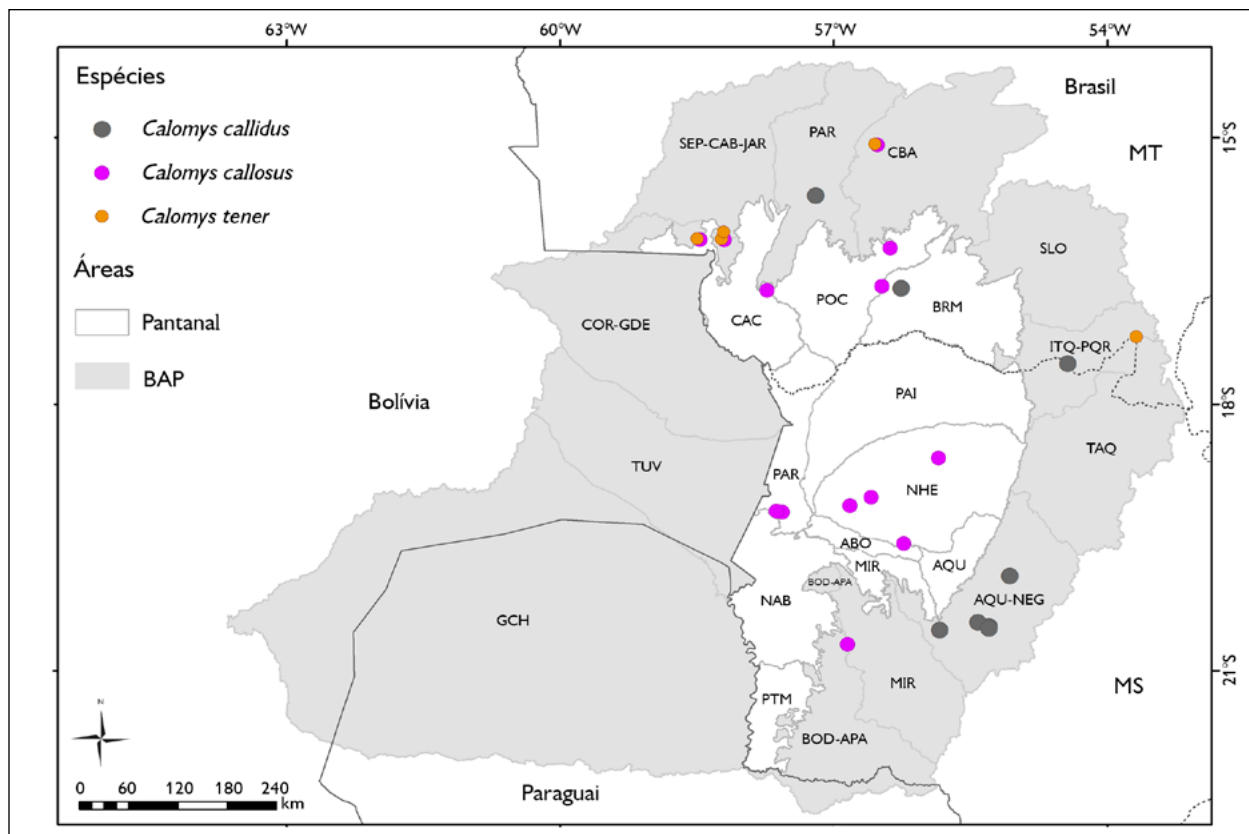 63°W 60°W 57°W 54°W
Espécies
Calomys callidus
Calomys callosus
Calomys tener
Áreas
Pantanal
BAP
Brasil
MT
15°S
SEP-CAB-JAR
PAR
CBA
SLO
COR-GDE
CAC
POC
BRM
ITQ-PQR
Bolívia
PAI
18°S
TAQ
TUV
PAR
NHE
ABO
MIR
AQU
BOD-APA
NAB
AQU-NEG
GCH
21°S
MIR
MS
PTM
BOD-APA
N
0 60 120 180 240
km
Paraguai